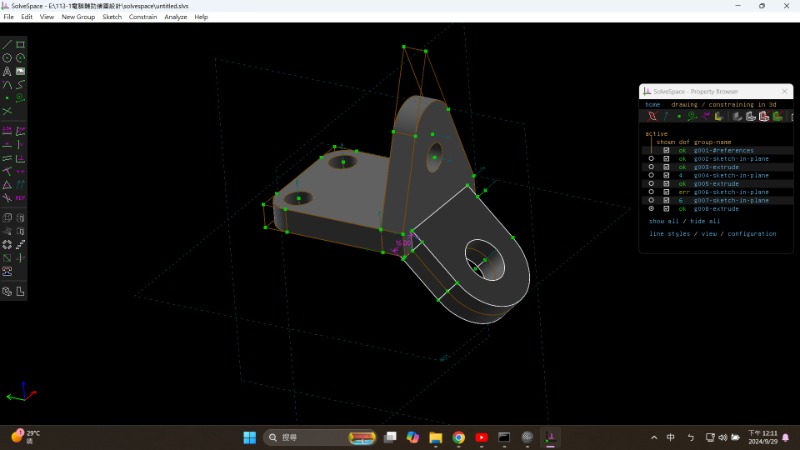 SolveSpace - E:\113-1電腦輔助繪圖設計\solvespace\untitled.slvs
File Edit View New Group Sketch Constrain Analyze Help
SolveSpace - Property Browser
home drawing / constraining in 3d
active
shown dof group-name
ok g001-#references
ok g002-sketch-in-plane
ok g003-extrude
4 g004-sketch-in-plane
ok g005-extrude
err g006-sketch-in-plane
6 g007-sketch-in-plane
ok g008-extrude
show all / hide all
line styles / view / configuration
REF
1
29°C
搜尋
中
ㄅ
下午 12:11
2024/9/29